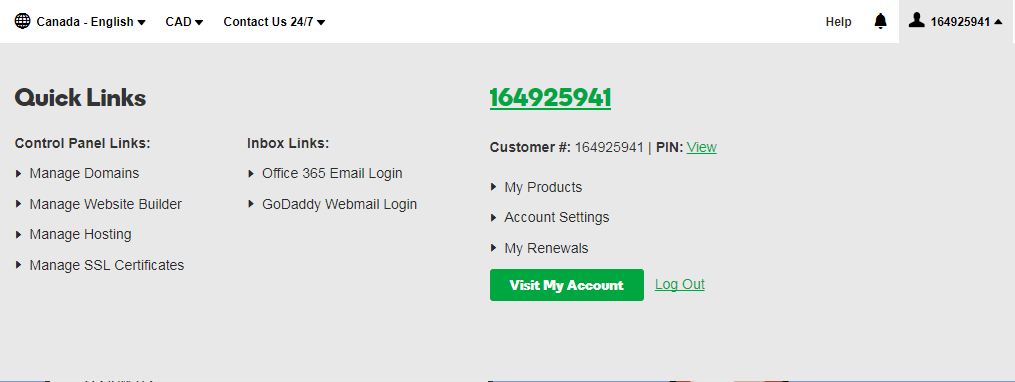 Canada - English CAD Contact Us 24/7 Help 164925941
Quick Links
Control Panel Links:
Manage Domains
Manage Website Builder
Manage Hosting
Manage SSL Certificates
Inbox Links:
Office 365 Email Login
GoDaddy Webmail Login
164925941
Customer #: 164925941 | PIN: View
My Products
Account Settings
My Renewals
Visit My Account Log Out